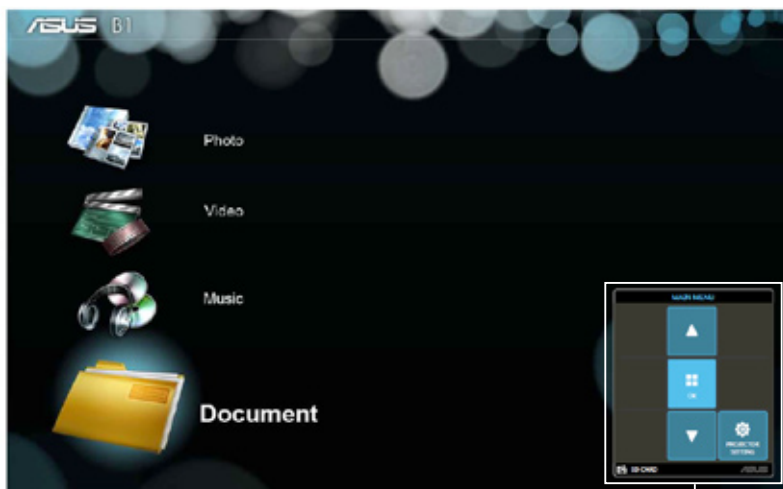 ASUS B1
Photo
Video
Music
Document
MAIN MENU
OK
PROJECTOR
SETTING
SD CARD
ASUS